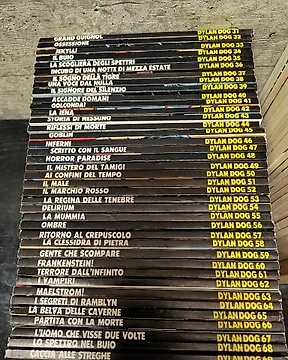 GRAND GUIGNOL DYLAN DOG 31
OSSESSIONE
JEKYLL! DYLAN DOG 33
IL BUIO DYLAN DOG 34
LA SCOGLIERA DEGLI SPETTRI DYLAN DOG 35
INCUBO DI UNA NOTTE DI MEZZA ESTATE DYLAN DOG 36
IL SOGNO DELLA TIGRE DYLAN DOG 37
UNA VOCE DAL NULLA DYLAN DOG 38
IL SIGNORE DEL SILENZIO
ACCADDE DOMANI DYLAN DOG 40
GOLCONDA! DYLAN DOG 41
LA IENA DYLAN DOG 42
STORIA DI NESSUNO DYLAN DOG 43
RIFLESSI DI MORTE DYLAN DOG 44
GOBLIN DYLAN DOG 45
INFERNI DYLAN DOG 46
SCRITTO CON IL SANGUE DYLAN DOG 47
HORROR PARADISE DYLAN DOG 48
IL MISTERO DEL TAMIGI DYLAN DOG 49
AI CONFINI DEL TEMPO DYLAN DOG 50
IL MALE DYLAN DOG 51
IL MARCHIO ROSSO DYLAN DOG 52
LA REGINA DELLE TENEBRE DYLAN DOG 53
DELIRIUM DYLAN DOG 54
LA MUMMIA DYLAN DOG 55
OMBRE DYLAN DOG 56
RITORNO AL CREPUSCOLO DYLAN DOG 57
LA CLESSIDRA DI PIETRA DYLAN DOG 58
GENTE CHE SCOMPARE DYLAN DOG 59
FRANKENSTEIN! DYLAN DOG 60
TERRORE DALL'INFINITO DYLAN DOG 61
I VAMPIRI DYLAN DOG 62
MAELSTROM! DYLAN DOG 63
I SEGRETI DI RAMBLYN DYLAN DOG 64
LA BELVA DELLE CAVERNE DYLAN DOG 65
PARTITA CON LA MORTE DYLAN DOG 66
L'UOMO CHE VISSE DUE VOLTE DYLAN DOG 67
LO SPETTRO NEL BUIO DYLAN DOG 68
CACCIA ALLE STREGHE